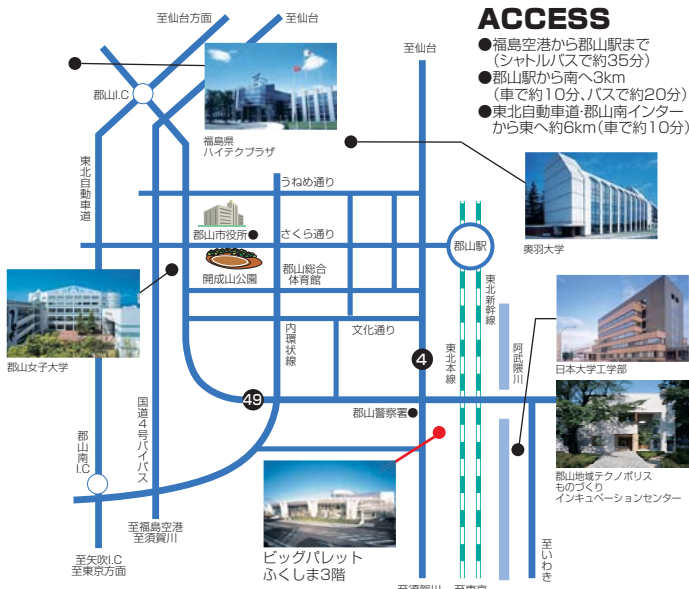 ACCESS
●福島空港から郡山駅まで
（シャトルバスで約35分）
●郡山駅から南へ3km
（車で約10分、バスで約20分）
●東北自動車道・郡山南インター
から東へ約6km（車で約10分）
至仙台方面
至仙台
至仙台
郡山I.C
福島県
ハイテクプラザ
東北自動車道
うねめ通り
奥羽大学
郡山市役所●
さくら通り
郡山駅
開成山公園
郡山総合
体育館
東北新幹線
郡山女子大学
内環状線
文化通り
4
東北本線
阿武隈川
日本大学工学部
国道4号バイパス
49
郡山警察署●
郡山南I.C
郡山地域テクノポリス
ものづくり
インキュベーションセンター
至福島空港
至須賀川
ビッグパレット
ふくしま3階
至いわき
至矢吹I.C
至東京方面
至須賀川
至東京